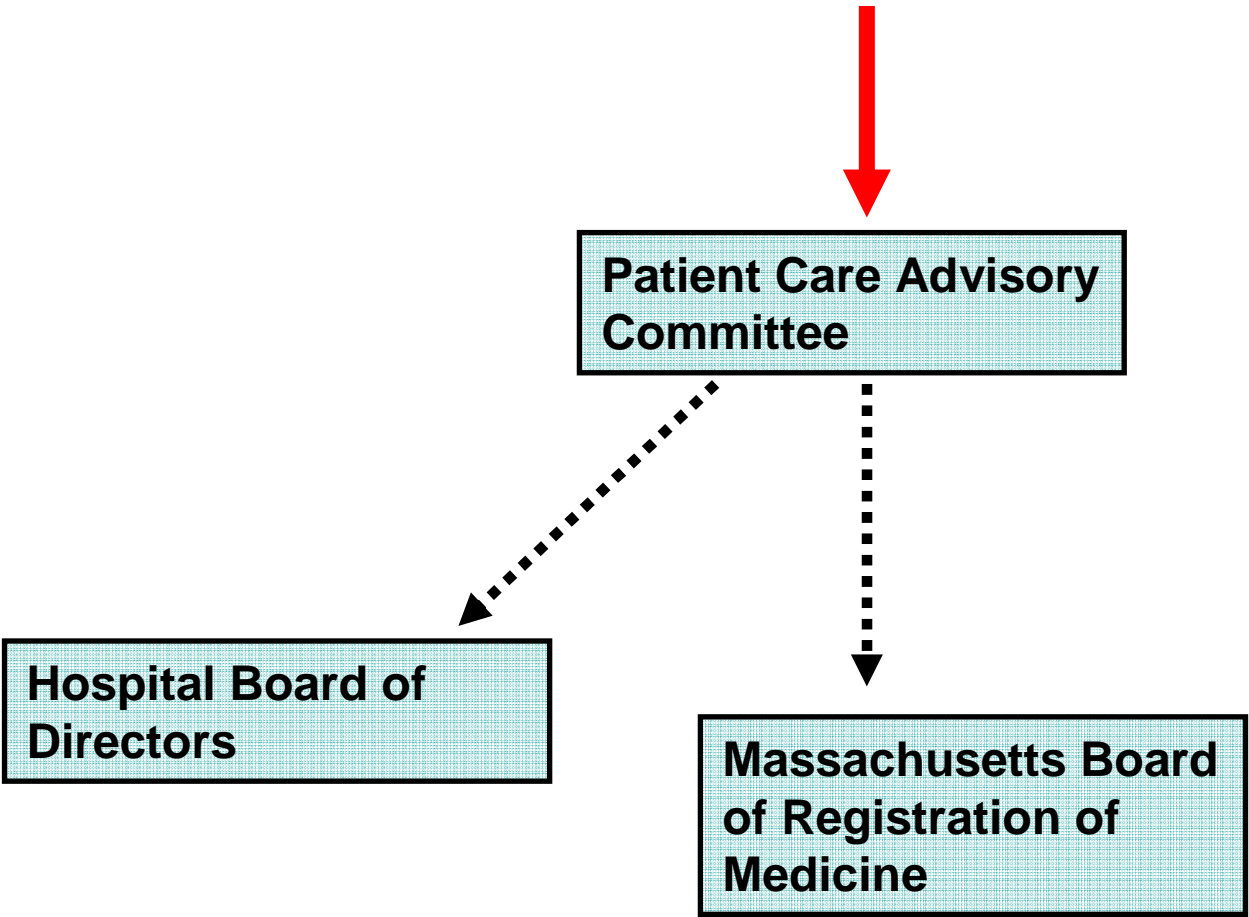 Patient Care Advisory
Committee
Hospital Board of
Directors
Massachusetts Board
of Registration of
Medicine